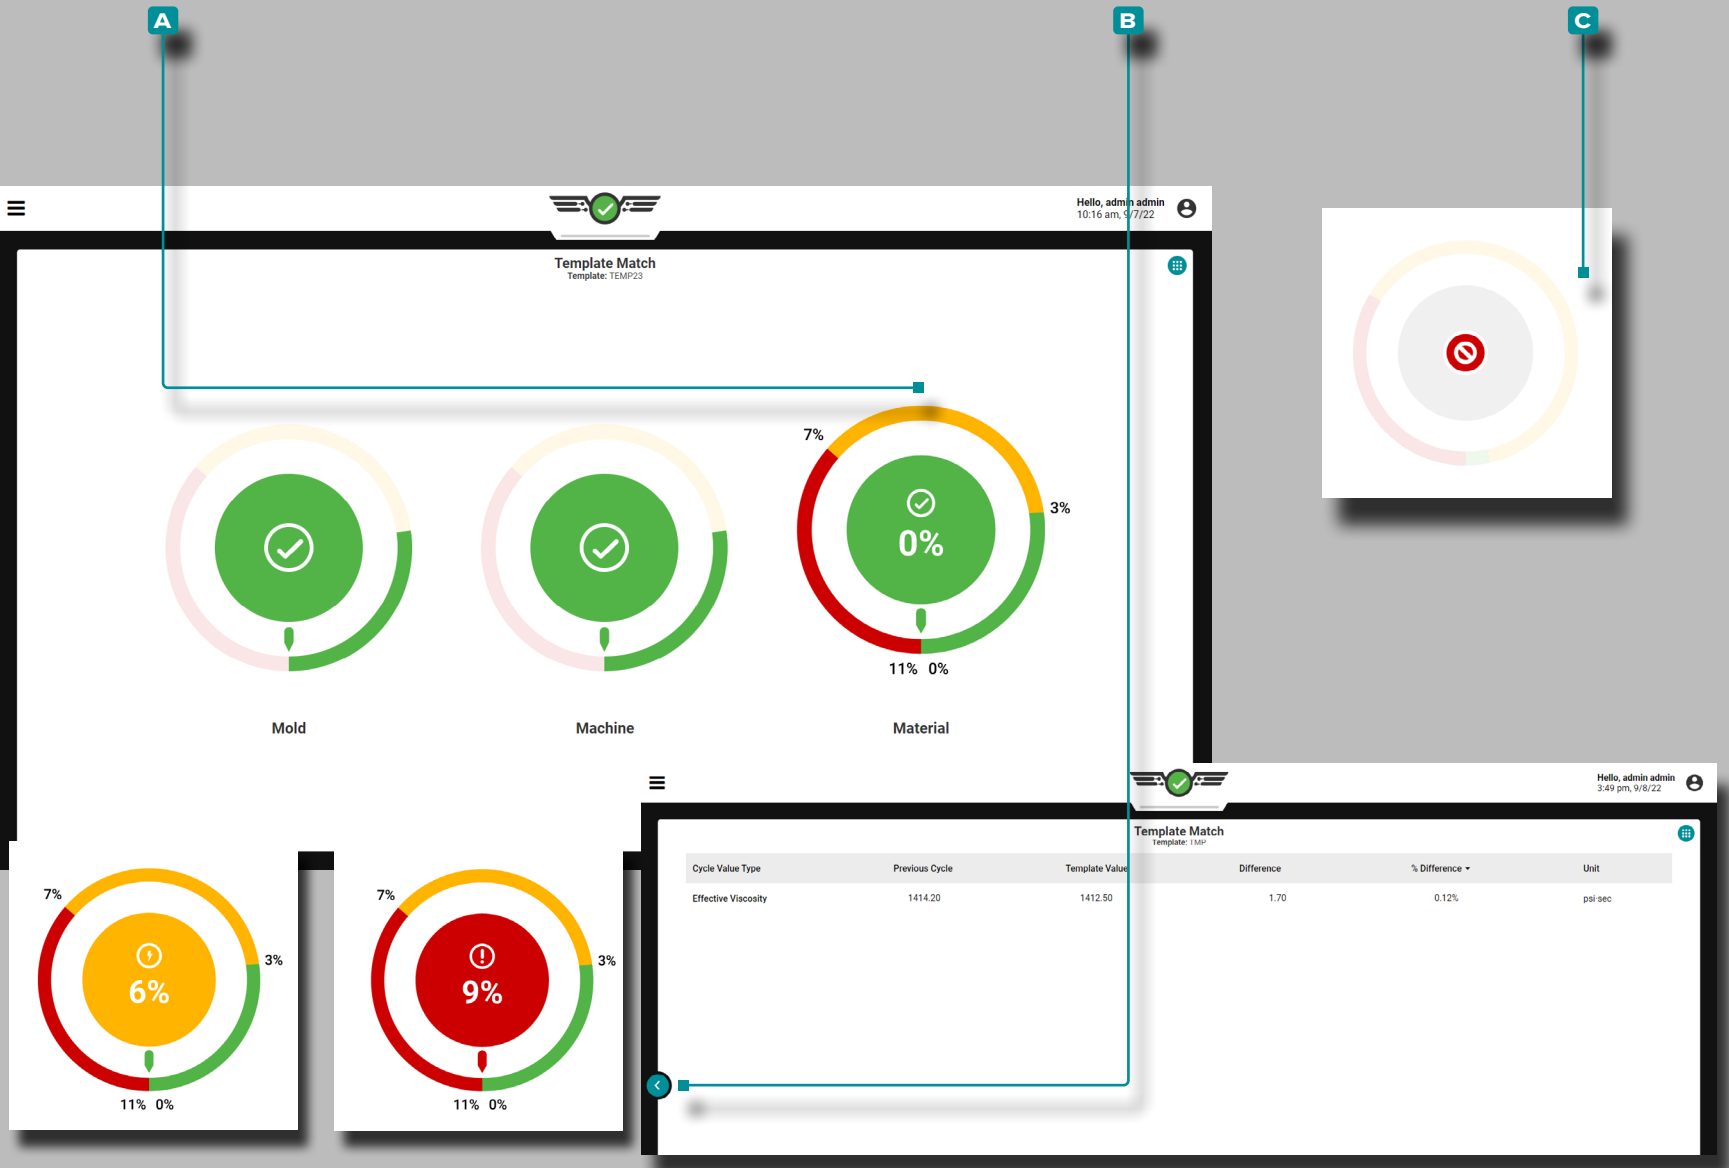 A
B
C
Hello, admin admin
10:16 am, 9/7/22
Template Match
Template: TEMP23
7%
3%
0%
11% 0%
Mold
Machine
Material
Hello, admin admin
3:49 pm, 9/8/22
Template Match
Template: TMP
Cycle Value Type Previous Cycle Template Value Difference % Difference Unit
Effective Viscosity 1414.20 1412.50 1.70 0.12% psi·sec
7%
3%
6%
11% 0%
7%
3%
9%
11% 0%